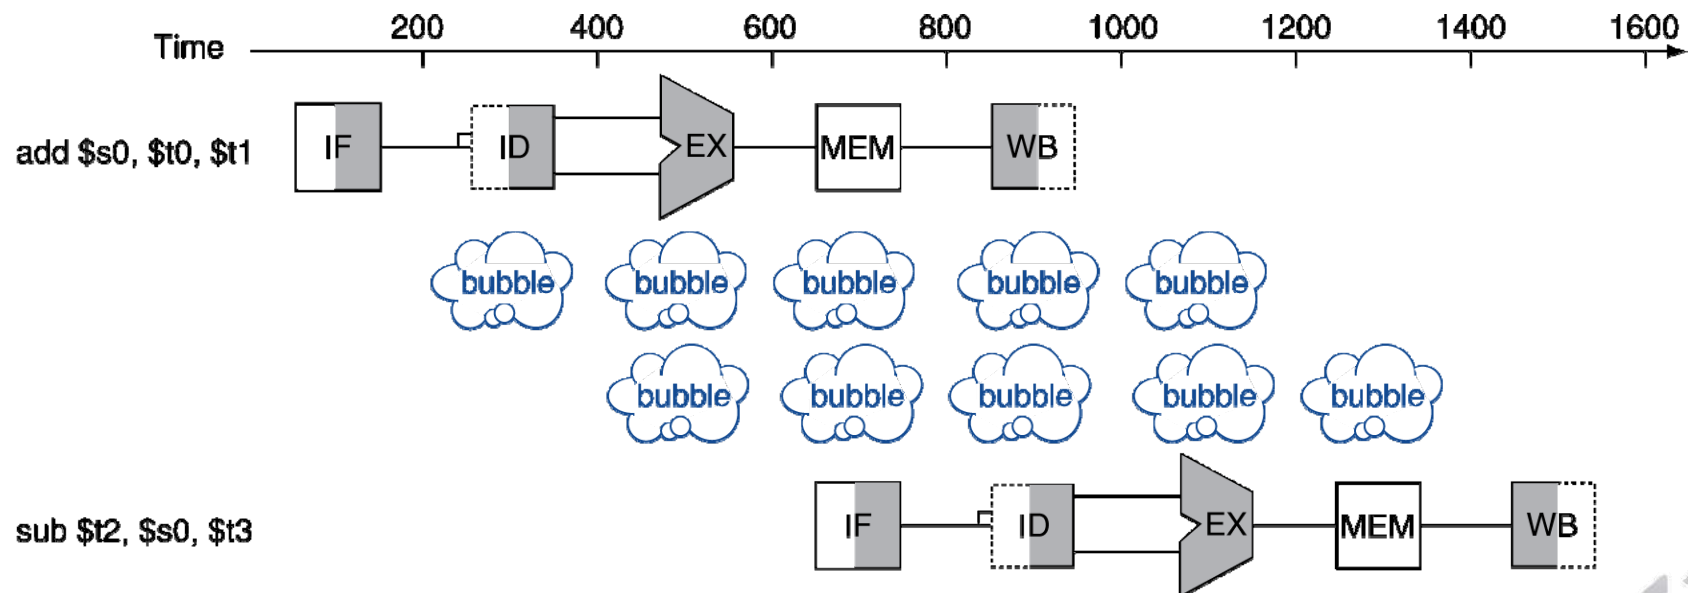 200 400 600 800 1000 1200 1400 1600
Time
add $s0, $t0, $t1 IF ID EX MEM WB
bubble bubble bubble bubble bubble
bubble bubble bubble bubble bubble
sub $t2, $s0, $t3 IF ID EX MEM WB